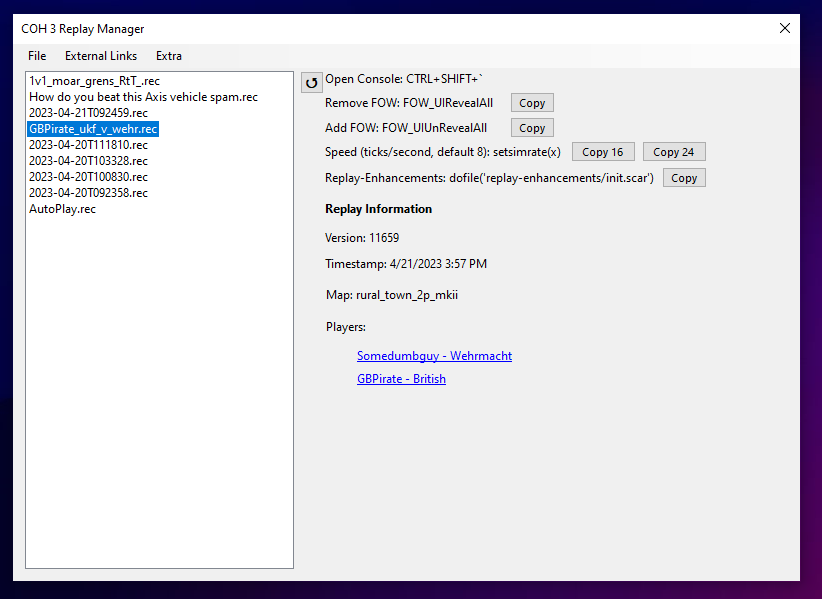 COH 3 Replay Manager
File External Links Extra
1v1_moar_grens_RtT_.rec
How do you beat this Axis vehicle spam.rec
2023-04-21T092459.rec
GBPirate_ukf_v_wehr.rec
2023-04-20T111810.rec
2023-04-20T103328.rec
2023-04-20T100830.rec
2023-04-20T092358.rec
AutoPlay.rec
Open Console: CTRL+SHIFT+`
Remove FOW: FOW_UIRevealAll Copy
Add FOW: FOW_UIUnRevealAll Copy
Speed (ticks/second, default 8): setsimrate(x) Copy 16 Copy 24
Replay-Enhancements: dofile('replay-enhancements/init.scar') Copy
Replay Information
Version: 11659
Timestamp: 4/21/2023 3:57 PM
Map: rural_town_2p_mkii
Players:
Somedumbguy - Wehrmacht
GBPirate - British